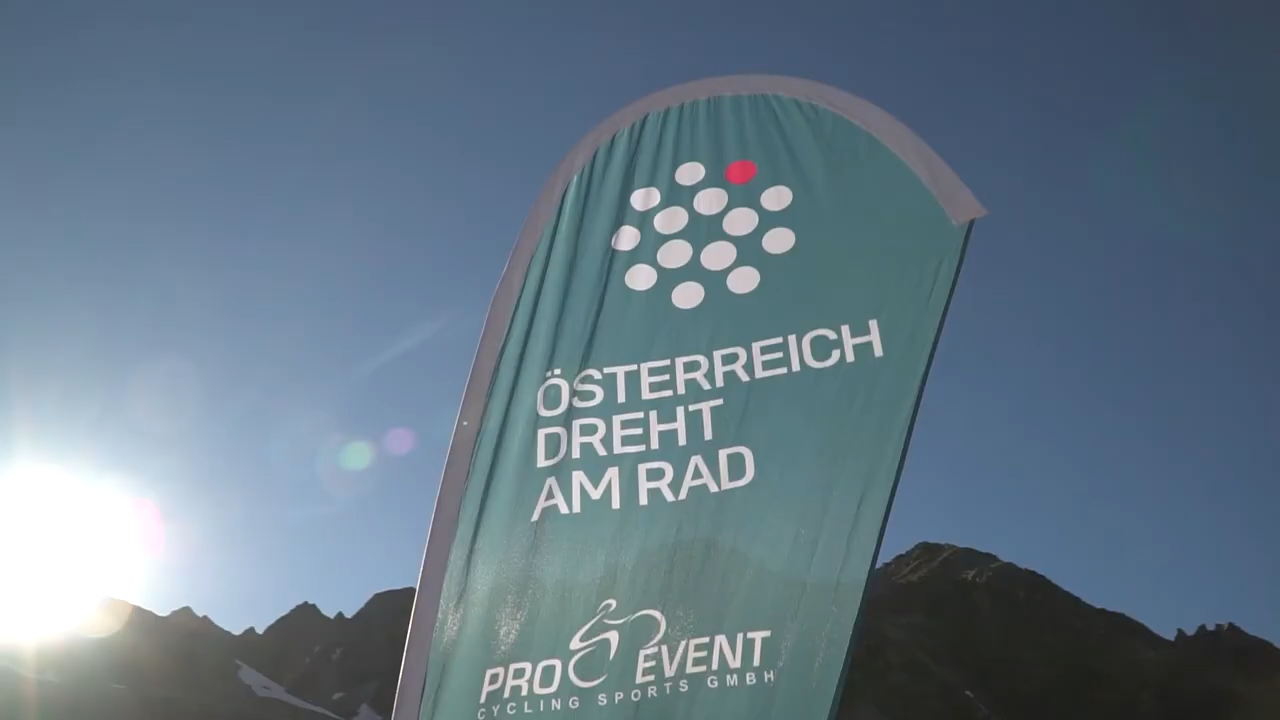 ÖSTERREICH
DREHT
AM RAD
PRO EVENT
CYCLING SPORTS GMBH